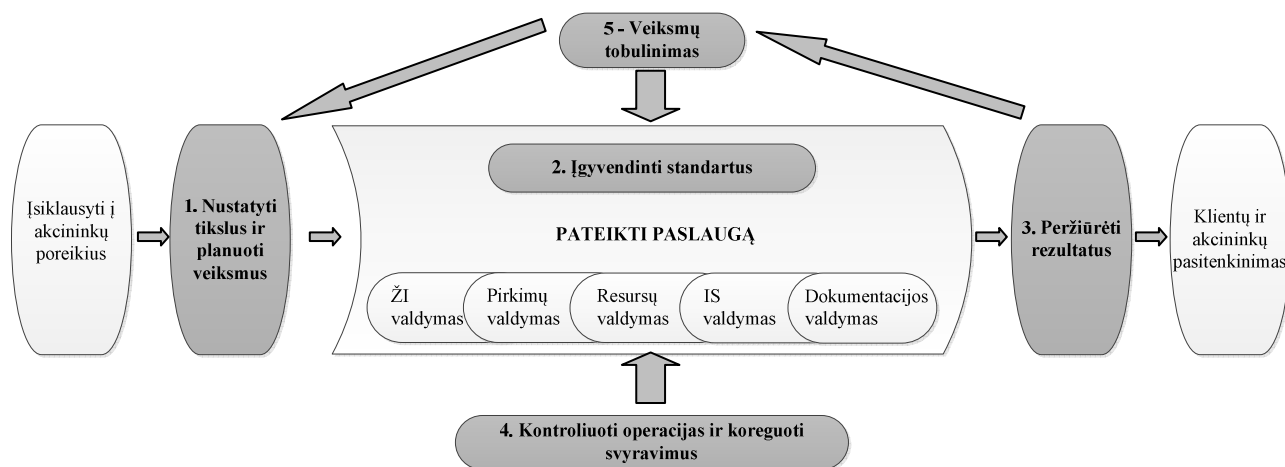 5 - Veiksmų
tobulinimas
Įsiklausyti į
akcininkų
poreikius
1. Nustatyti
tikslus ir
planuoti
veiksmus
2. Įgyvendinti standartus
PATEIKTI PASLAUGĄ
ŽI
valdymas
Pirkimų
valdymas
Resursų
valdymas
IS
valdymas
Dokumentacijos
valdymas
3. Peržiūrėti
rezultatus
Klientų ir
akcininkų
pasitenkinimas
4. Kontroliuoti operacijas ir koreguoti
svyravimus